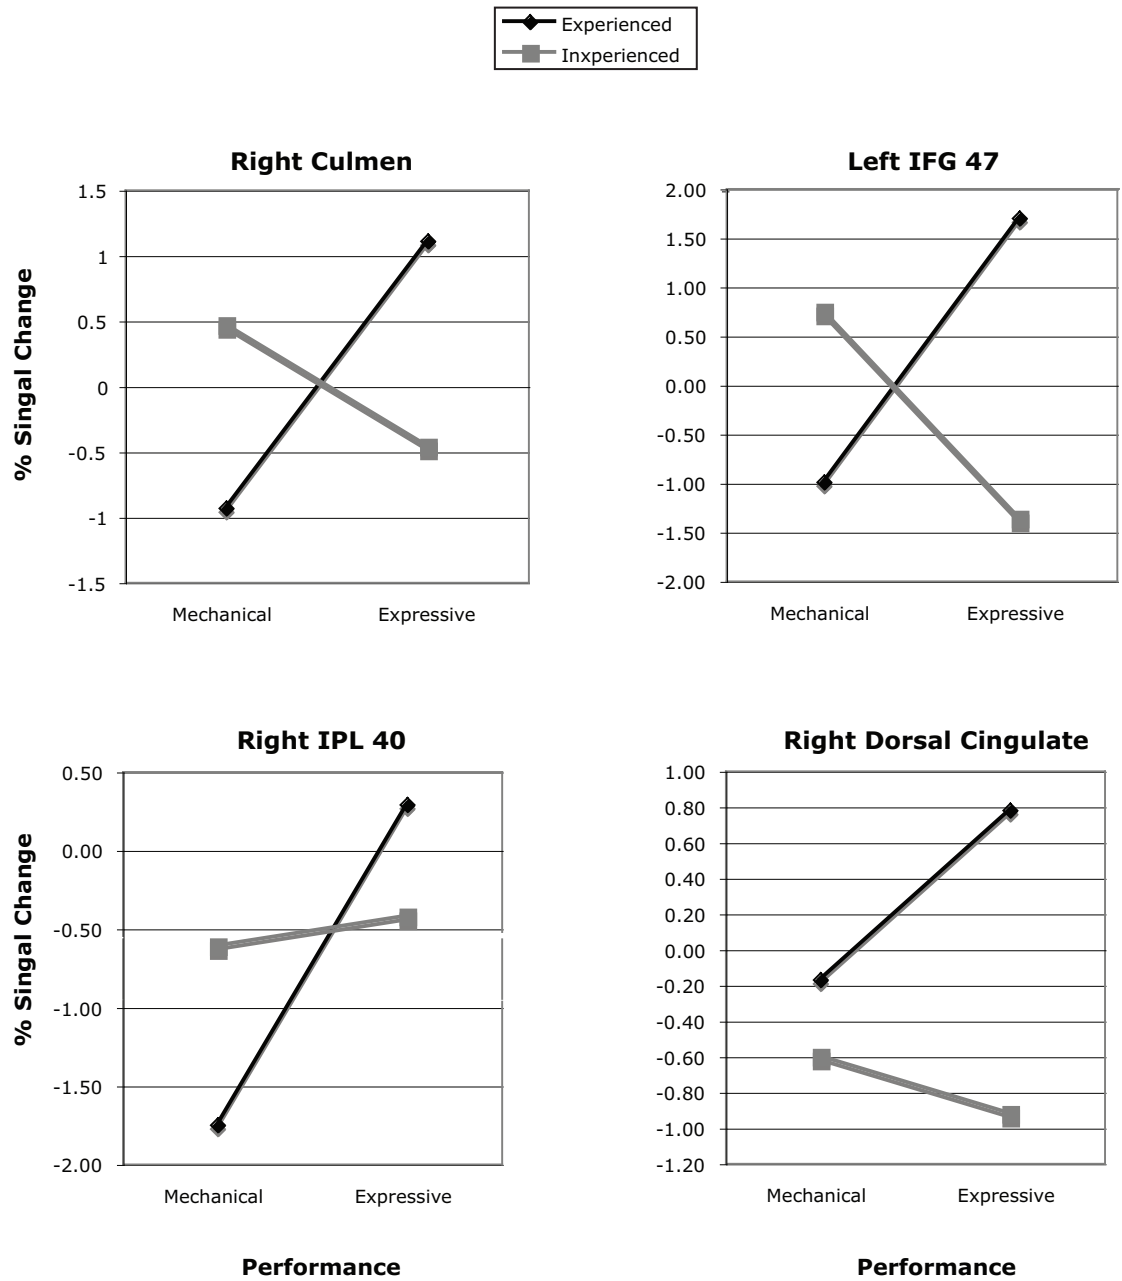 Experienced
Inxperienced
Right Culmen
1.5
1
0.5
0
-0.5
-1
-1.5
% Singal Change
Mechanical Expressive
Left IFG 47
2.00
1.50
1.00
0.50
0.00
-0.50
-1.00
-1.50
-2.00
Mechanical Expressive
Right IPL 40
0.50
0.00
-0.50
-1.00
-1.50
-2.00
% Singal Change
Mechanical Expressive
Performance
Right Dorsal Cingulate
1.00
0.80
0.60
0.40
0.20
0.00
-0.20
-0.40
-0.60
-0.80
-1.00
-1.20
Mechanical Expressive
Performance